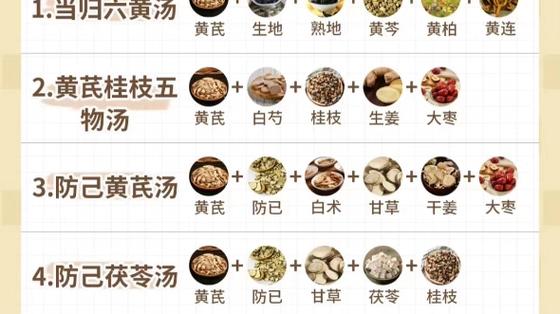 1.当归六黄汤
黄芪 + 生地 + 熟地 + 黄芩 + 黄柏 + 黄连
2.黄芪桂枝五
物汤
黄芪 + 白芍 + 桂枝 + 生姜 + 大枣
3.防己黄芪汤
黄芪 + 防已 + 白术 + 甘草 + 干姜 + 大枣
4.防己茯苓汤
黄芪 + 防已 + 甘草 + 茯苓 + 桂枝